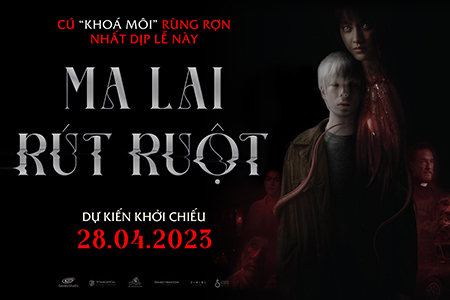 CÚ “KHOÁ MÔI” RÙNG RỢN
NHẤT DỊP LỄ NÀY
MA LAI
RÚT RUỘT
DỰ KIẾN KHỞI CHIẾU
28.04.2023